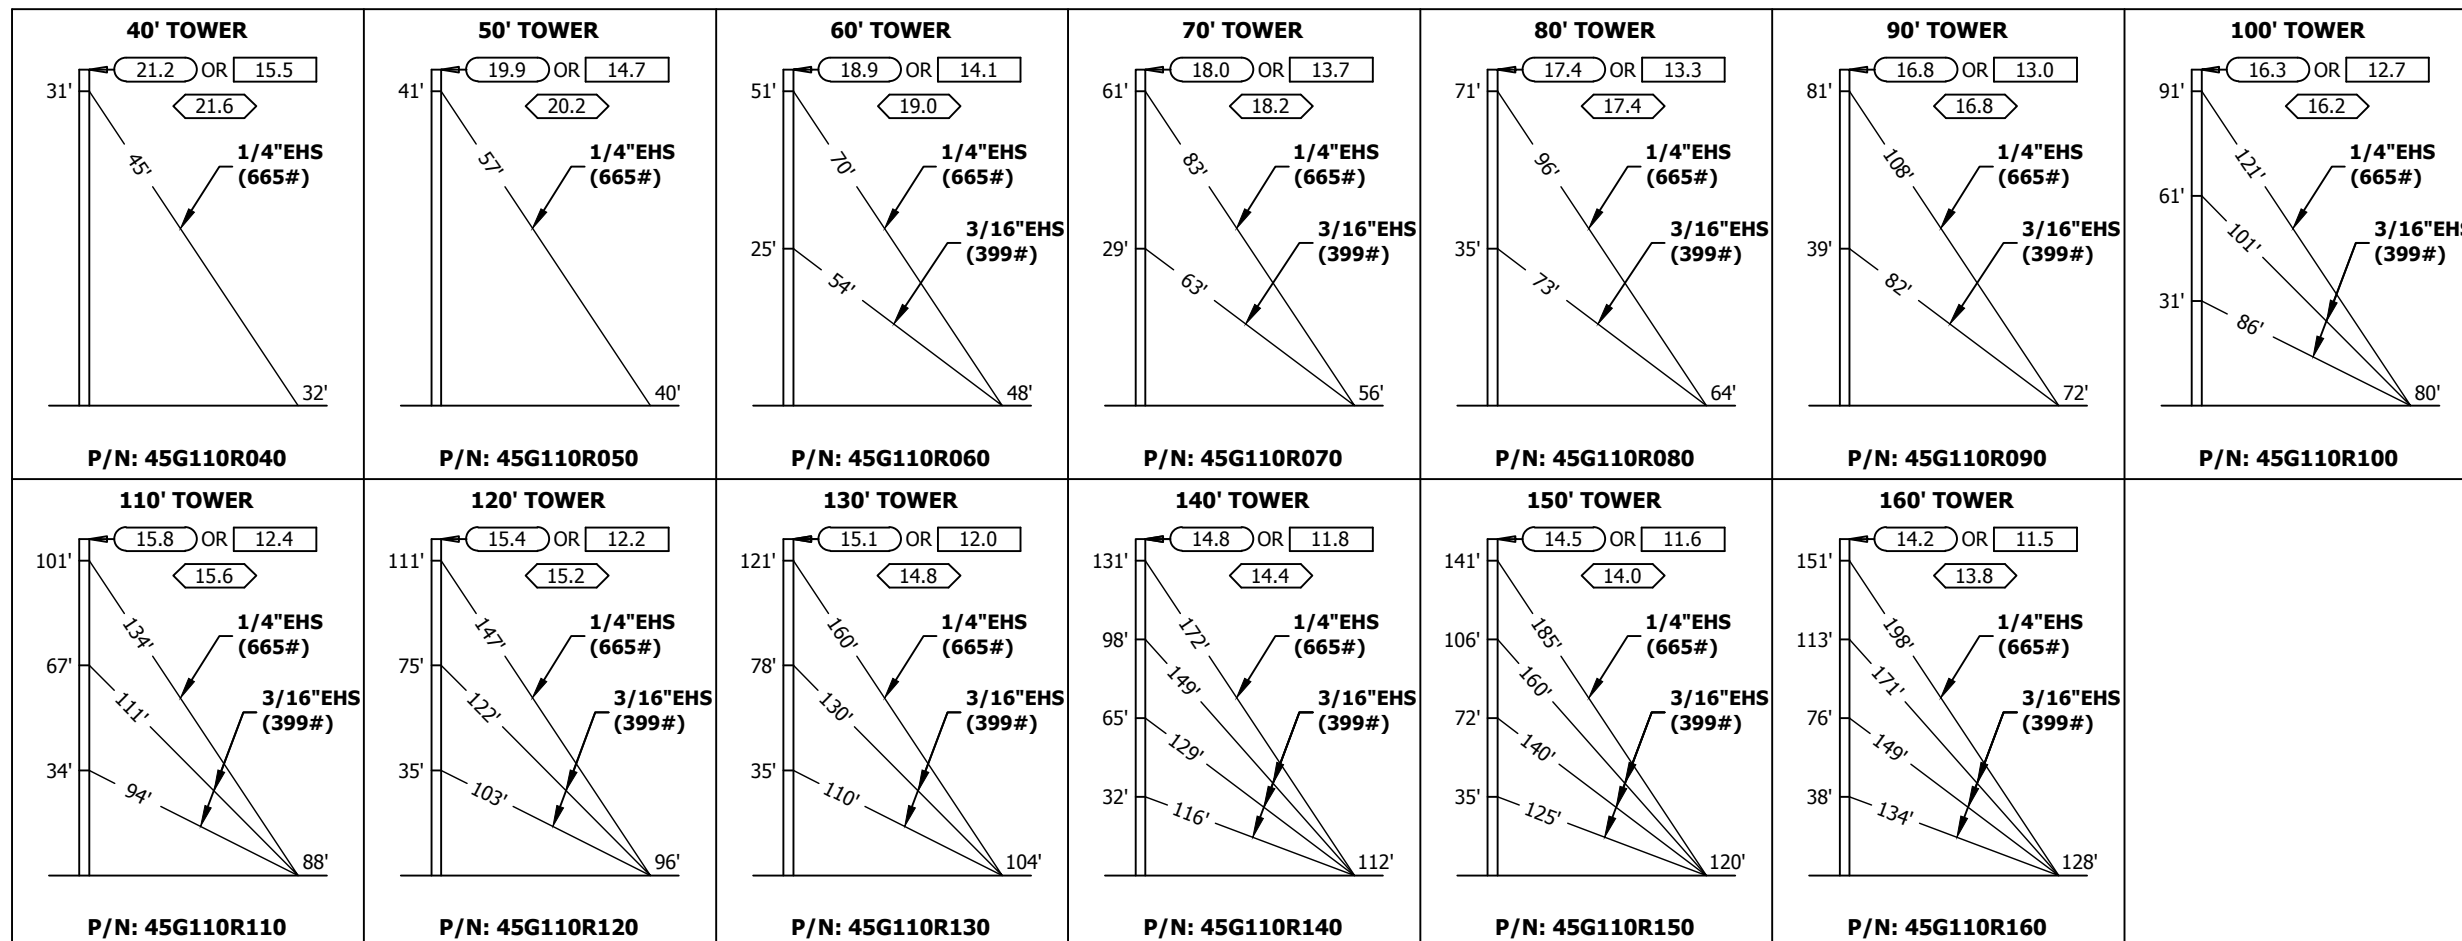 40' TOWER
21.2 OR 15.5
31'
21.6
45'
1/4"EHS
(665#)
32'
P/N: 45G110R040
50' TOWER
19.9 OR 14.7
41'
20.2
57'
1/4"EHS
(665#)
40'
P/N: 45G110R050
60' TOWER
18.9 OR 14.1
51'
19.0
70'
1/4"EHS
(665#)
3/16"EHS
(399#)
25'
54'
48'
P/N: 45G110R060
70' TOWER
18.0 OR 13.7
61'
18.2
83'
1/4"EHS
(665#)
3/16"EHS
(399#)
29'
63'
56'
P/N: 45G110R070
80' TOWER
17.4 OR 13.3
71'
17.4
96'
1/4"EHS
(665#)
3/16"EHS
(399#)
35'
73'
64'
P/N: 45G110R080
90' TOWER
16.8 OR 13.0
81'
16.8
108'
1/4"EHS
(665#)
3/16"EHS
(399#)
39'
82'
72'
P/N: 45G110R090
100' TOWER
16.3 OR 12.7
91'
16.2
121'
1/4"EHS
(665#)
61'
101'
3/16"EHS
(399#)
31'
86'
80'
P/N: 45G110R100
110' TOWER
15.8 OR 12.4
101'
15.6
134'
1/4"EHS
(665#)
67'
111'
3/16"EHS
(399#)
34'
94'
88'
P/N: 45G110R110
120' TOWER
15.4 OR 12.2
111'
15.2
147'
1/4"EHS
(665#)
75'
122'
3/16"EHS
(399#)
35'
103'
96'
P/N: 45G110R120
130' TOWER
15.1 OR 12.0
121'
14.8
160'
1/4"EHS
(665#)
78'
130'
3/16"EHS
(399#)
35'
110'
104'
P/N: 45G110R130
140' TOWER
14.8 OR 11.8
131'
14.4
172'
1/4"EHS
(665#)
98'
149'
3/16"EHS
(399#)
65'
129'
32'
116'
112'
P/N: 45G110R140
150' TOWER
14.5 OR 11.6
141'
14.0
185'
1/4"EHS
(665#)
106'
160'
3/16"EHS
(399#)
72'
140'
35'
125'
120'
P/N: 45G110R150
160' TOWER
14.2 OR 11.5
151'
13.8
198'
1/4"EHS
(665#)
113'
171'
3/16"EHS
(399#)
76'
149'
38'
134'
128'
P/N: 45G110R160